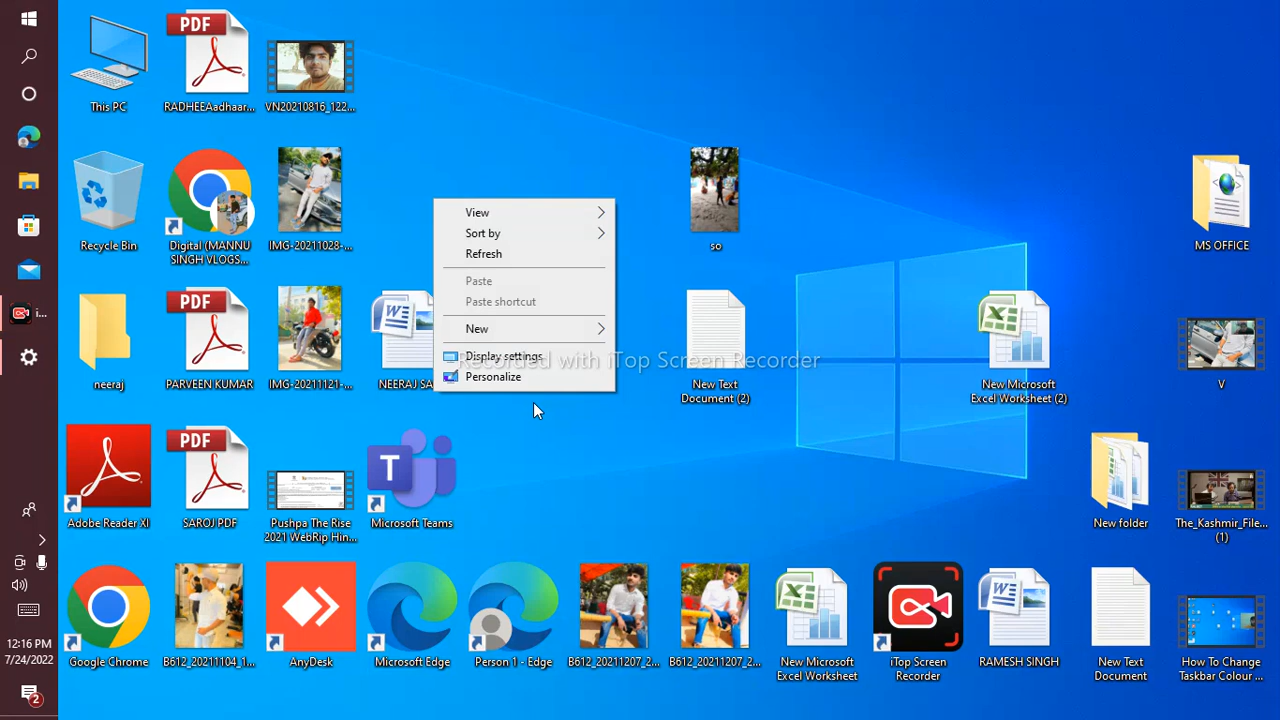 This PC
PDF
RADHEEAadhaar...
VN20210816_122...
Recycle Bin
Digital (MANNU
SINGH VLOGS...
IMG-20211028-...
so
MS OFFICE
View
Sort by
Refresh
Paste
Paste shortcut
New
Display settings
Personalize
Recorded with iTop Screen Recorder
i...
neeraj
PDF
PARVEEN KUMAR
IMG-20211121-...
W
NEERAJ SA
New Text
Document (2)
X
New Microsoft
Excel Worksheet (2)
V
Adobe Reader XI
PDF
SAROJ PDF
Pushpa The Rise
2021 WebRip Hin...
T
Microsoft Teams
New folder
The_Kashmir_File...
(1)
Google Chrome
B612_20211104_1...
AnyDesk
Microsoft Edge
Person 1 - Edge
B612_20211207_2...
B612_20211207_2...
X
New Microsoft
Excel Worksheet
iTop Screen
Recorder
W
RAMESH SINGH
New Text
Document
How To Change
Taskbar Colour ...
12:16 PM
7/24/2022
2